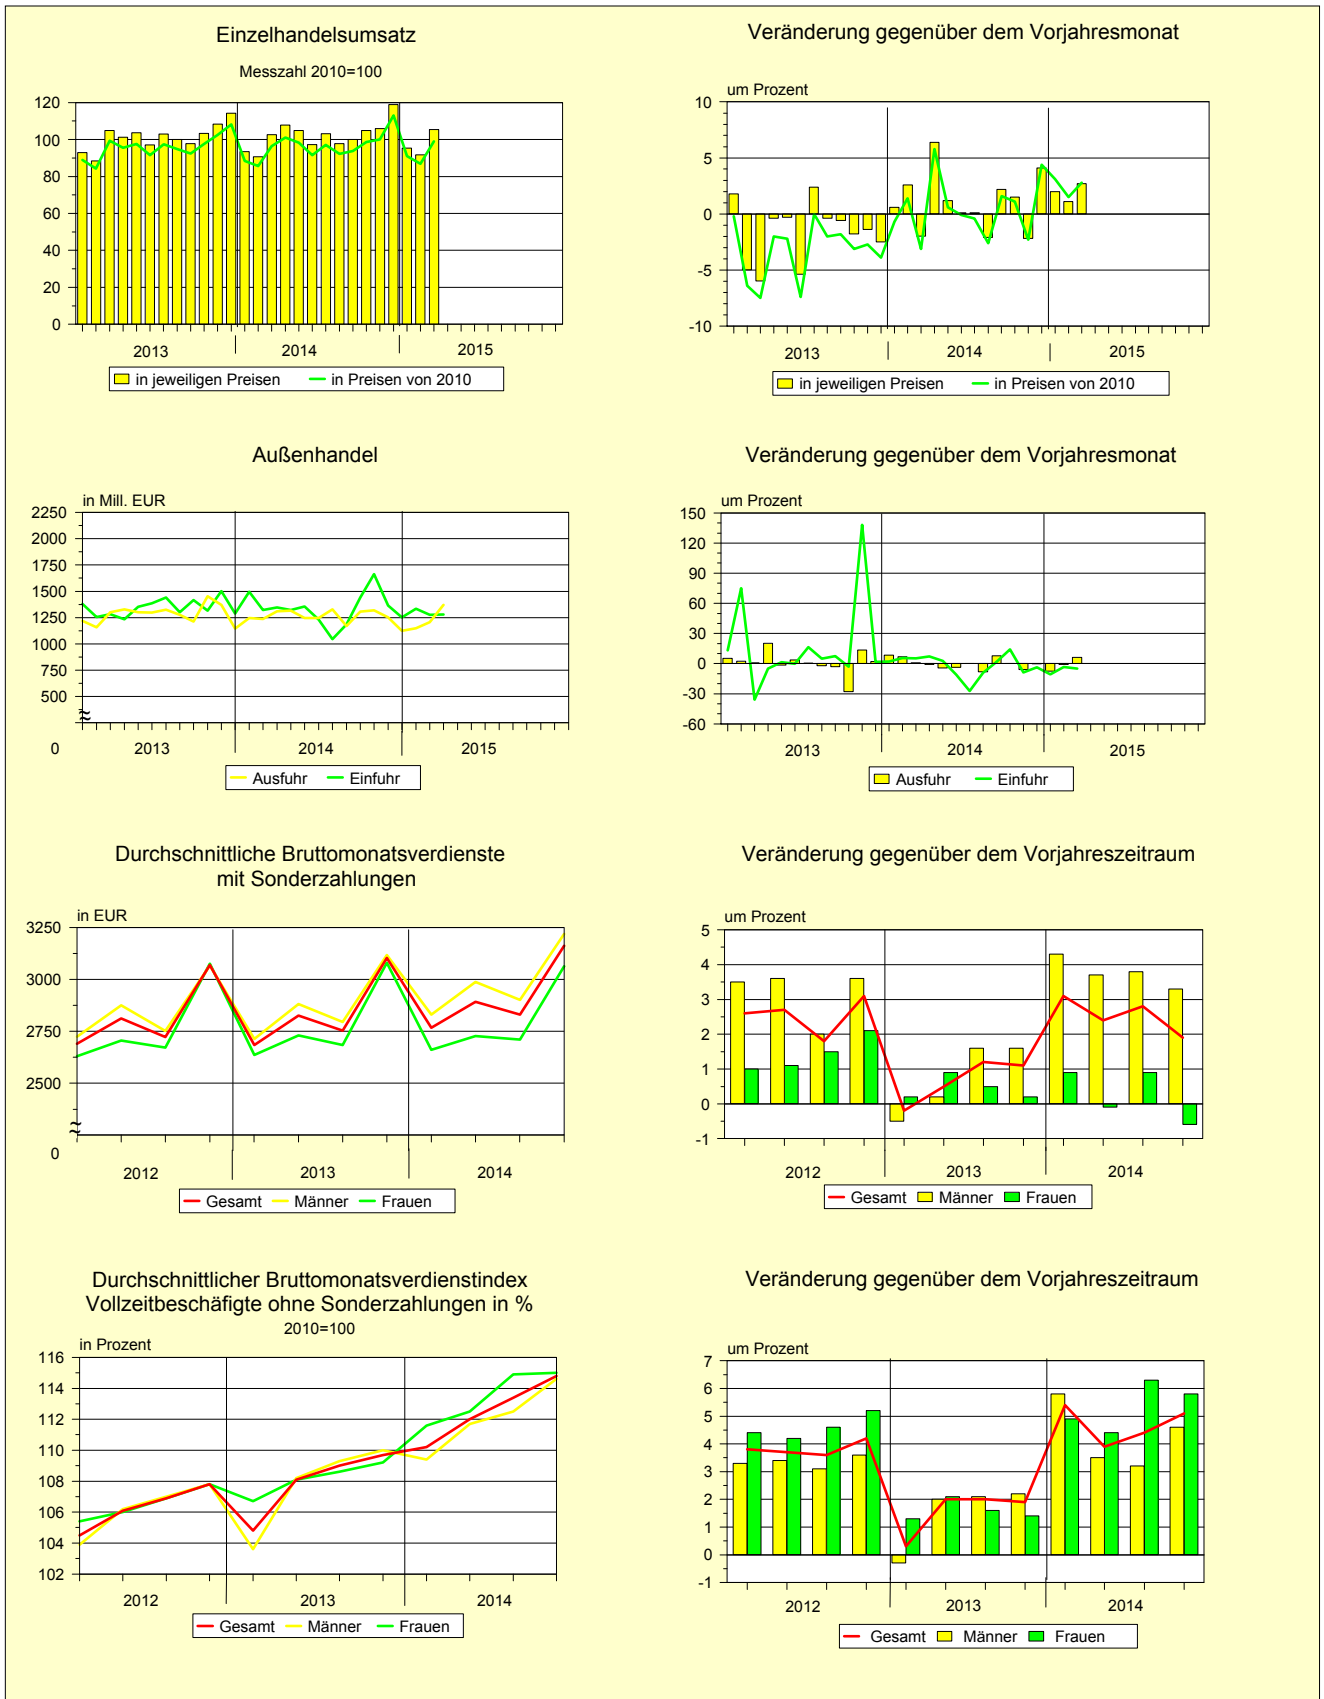 Einzelhandelsumsatz
Messzahl 2010=100
120
100
80
60
40
20
0
2013 2014 2015
in jeweiligen Preisen in Preisen von 2010
Veränderung gegenüber dem Vorjahresmonat
um Prozent
10
5
0
-5
-10
2013 2014 2015
in jeweiligen Preisen in Preisen von 2010
Außenhandel
in Mill. EUR
2250
2000
1750
1500
1250
1000
750
500
≈
0
2013 2014 2015
Ausfuhr Einfuhr
Veränderung gegenüber dem Vorjahresmonat
um Prozent
150
120
90
60
30
0
-30
-60
2013 2014 2015
Ausfuhr Einfuhr
Durchschnittliche Bruttomonatsverdienste
mit Sonderzahlungen
in EUR
3250
3000
2750
2500
≈
0
2012 2013 2014
Gesamt Männer Frauen
Veränderung gegenüber dem Vorjahreszeitraum
um Prozent
5
4
3
2
1
0
-1
2012 2013 2014
Gesamt Männer Frauen
Durchschnittlicher Bruttomonatsverdienstindex
Vollzeitbeschäfigte ohne Sonderzahlungen in %
2010=100
in Prozent
116
114
112
110
108
106
104
102
2012 2013 2014
Gesamt Männer Frauen
Veränderung gegenüber dem Vorjahreszeitraum
um Prozent
7
6
5
4
3
2
1
0
-1
2012 2013 2014
Gesamt Männer Frauen